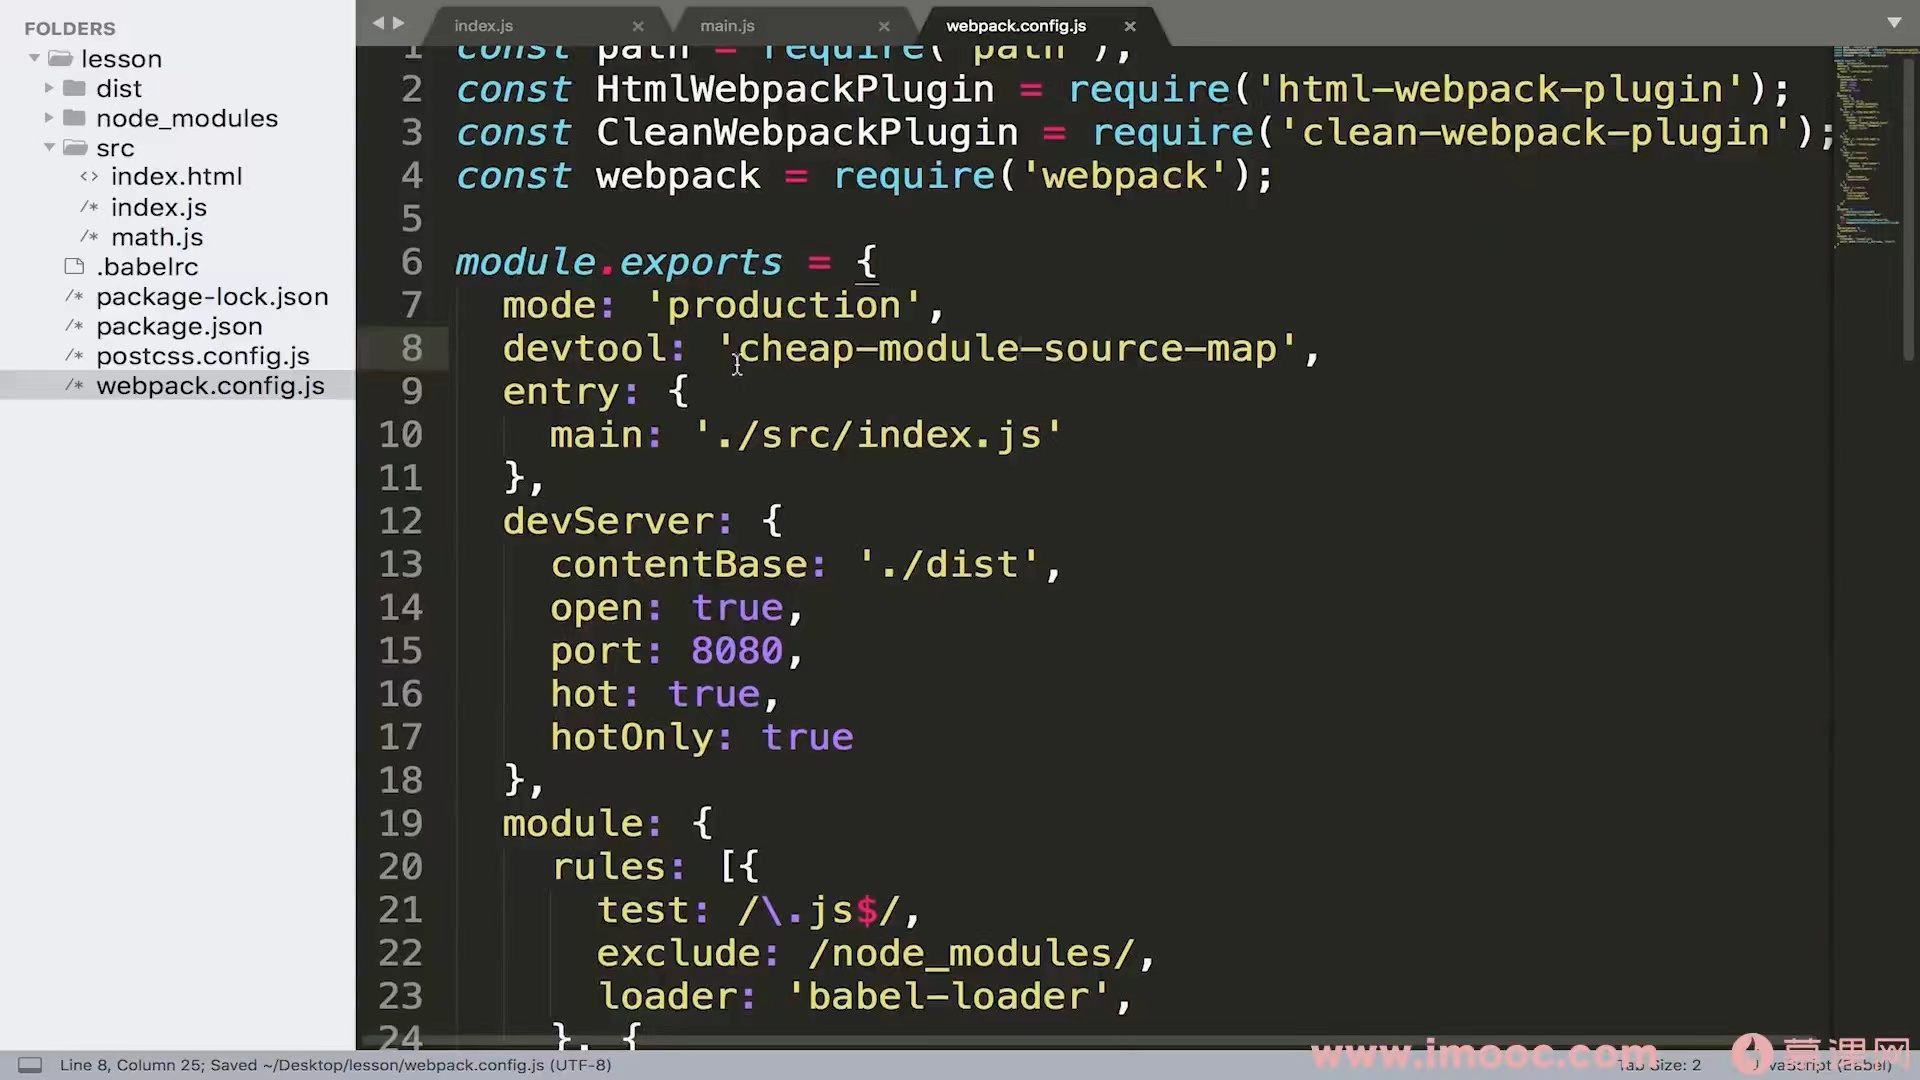 FOLDERS
lesson
dist
node_modules
src
<> index.html
/* index.js
/* math.js
.babelrc
/* package-lock.json
/* package.json
/* postcss.config.js
/* webpack.config.js
index.js
main.js
webpack.config.js
1 const path = require('path');
2 const HtmlWebpackPlugin = require('html-webpack-plugin');
3 const CleanWebpackPlugin = require('clean-webpack-plugin');
4 const webpack = require('webpack');
5
6 module.exports = {
7 mode: 'production',
8 devtool: 'cheap-module-source-map',
9 entry: {
10 main: './src/index.js'
11 },
12 devServer: {
13 contentBase: './dist',
14 open: true,
15 port: 8080,
16 hot: true,
17 hotOnly: true
18 },
19 module: {
20 rules: [{
21 test: /\.js$/,
22 exclude: /node_modules/,
23 loader: 'babel-loader',
24 }, {
Line 8, Column 25; Saved ~/Desktop/lesson/webpack.config.js (UTF-8)
Tab Size: 2
JavaScript (Babel)
www.imooc.com
慕课网